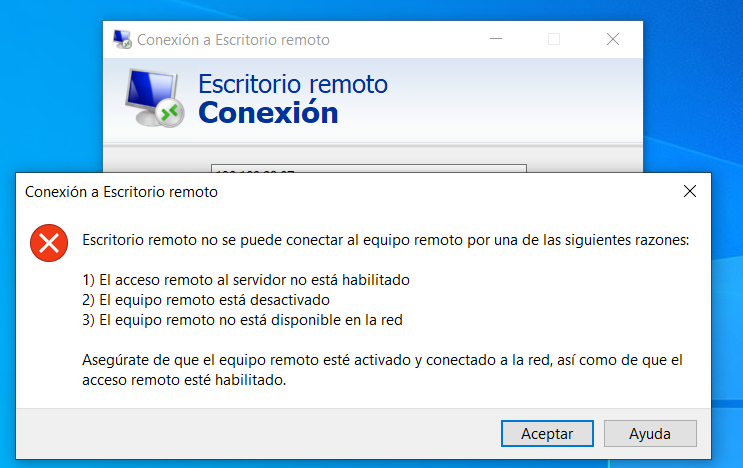 Conexión a Escritorio remoto
Escritorio remoto
Conexión
Conexión a Escritorio remoto
Escritorio remoto no se puede conectar al equipo remoto por una de las siguientes razones:
1) El acceso remoto al servidor no está habilitado
2) El equipo remoto está desactivado
3) El equipo remoto no está disponible en la red
Asegúrate de que el equipo remoto esté activado y conectado a la red, así como de que el
acceso remoto esté habilitado.
Aceptar
Ayuda